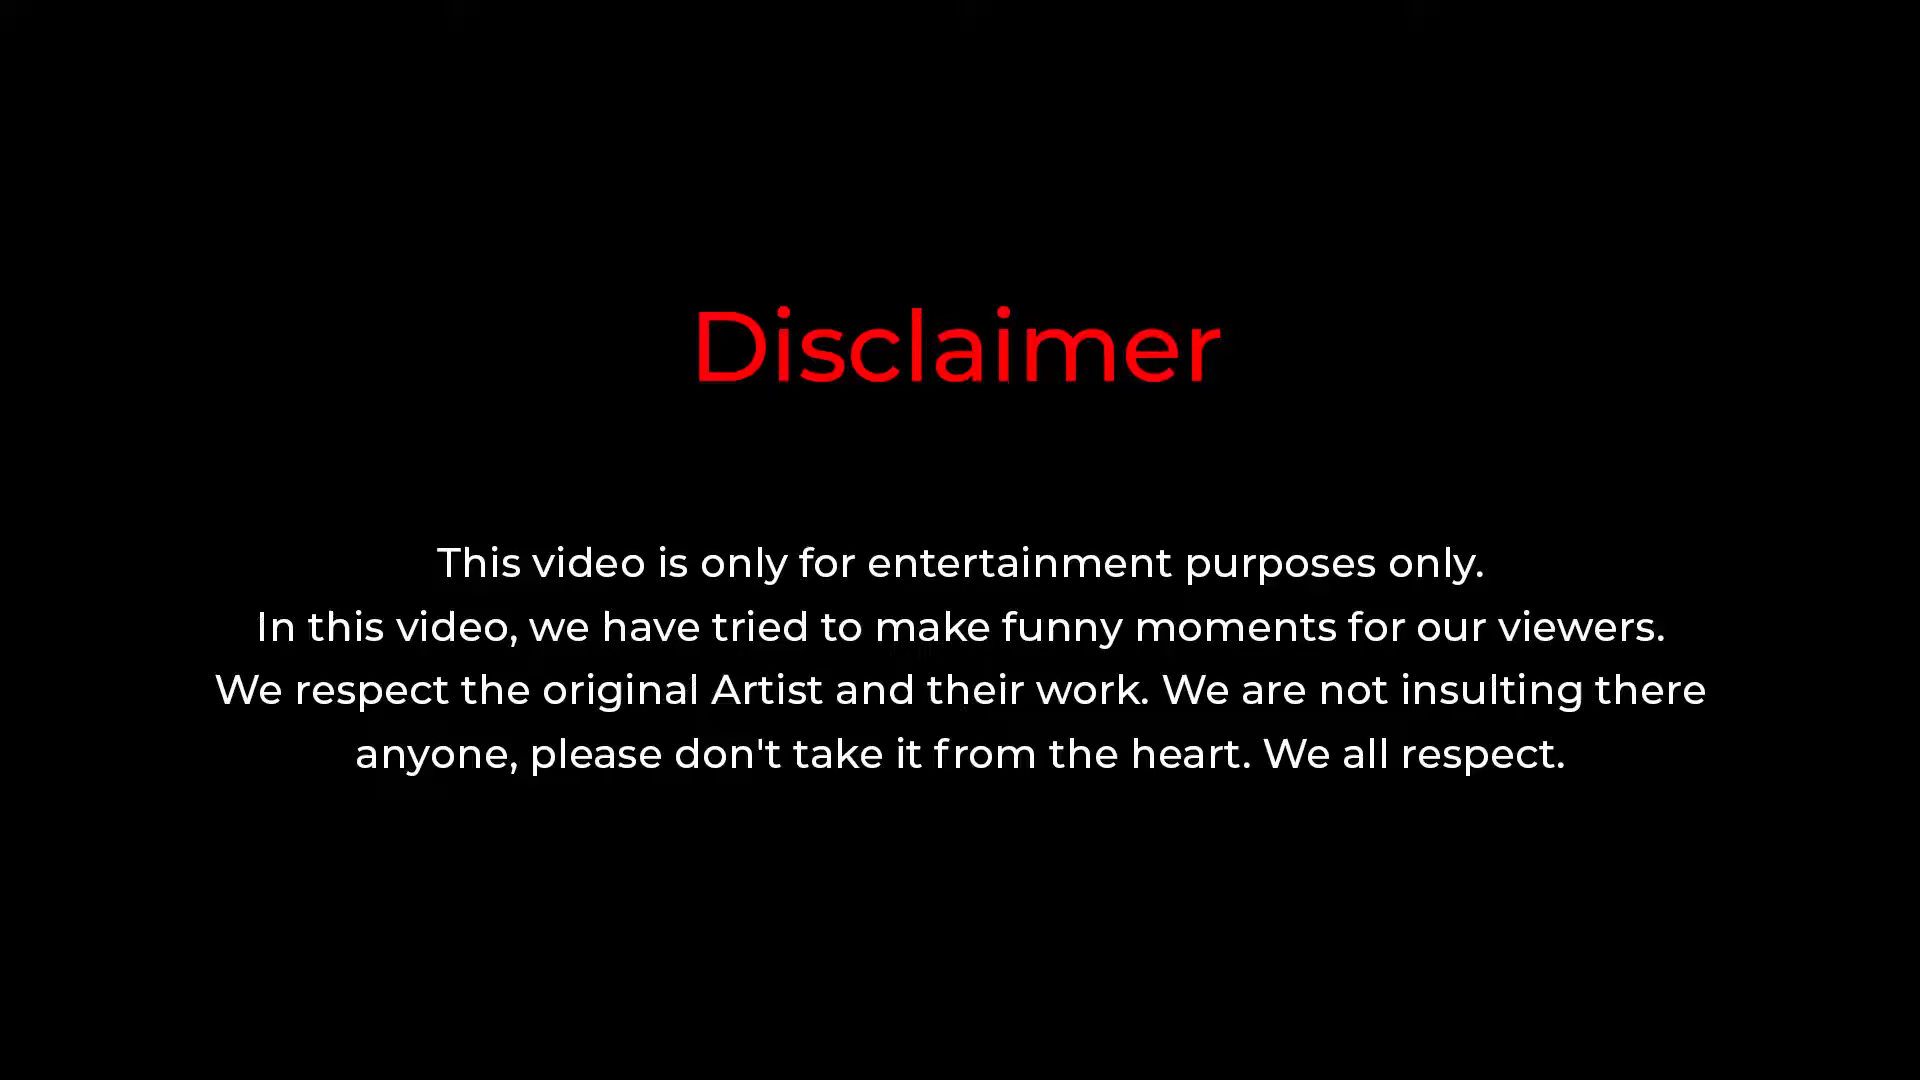 Disclaimer
This video is only for entertainment purposes only.
In this video, we have tried to make funny moments for our viewers.
We respect the original Artist and their work. We are not insulting there
anyone, please don't take it from the heart. We all respect.